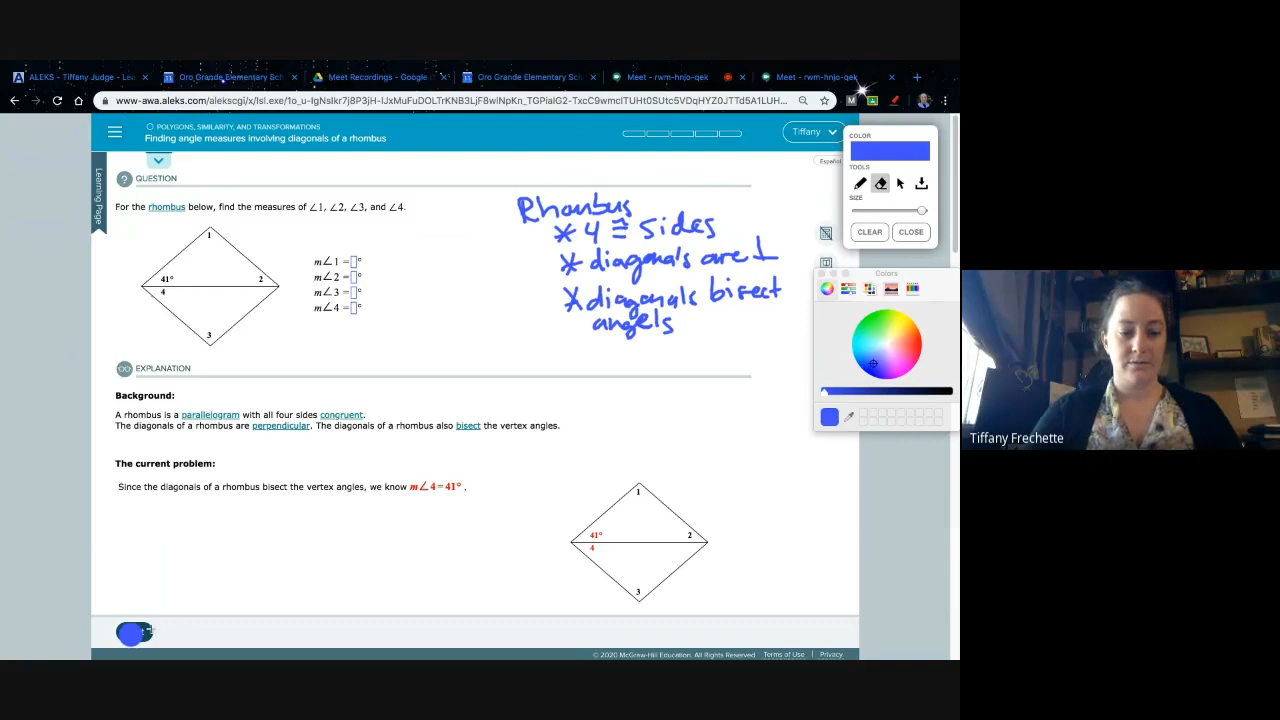 ALEKS - Tiffany Judge - Lea
Oro Grande Elementary Sch
Meet Recordings - Google D
Oro Grande Elementary Sch
Meet - rwm-hnjo-qek
Meet - rwm-hnjo-qek
POLYGONS, SIMILARITY, AND TRANSFORMATIONS
Finding angle measures involving diagonals of a rhombus
Tiffany
Español
Learning Page
QUESTION
For the rhombus below, find the measures of ∠1, ∠2, ∠3, and ∠4.
1
41°
2
4
3
m∠1 = °
m∠2 = °
m∠3 = °
m∠4 = °
Rhombus
* 4 ≅ sides
* diagonals are ⊥
* diagonals bisect
angels
COLOR
TOOLS
SIZE
CLEAR
CLOSE
Colors
EXPLANATION
Background:
A rhombus is a parallelogram with all four sides congruent.
The diagonals of a rhombus are perpendicular. The diagonals of a rhombus also bisect the vertex angles.
The current problem:
Since the diagonals of a rhombus bisect the vertex angles, we know m∠4=41°.
1
41°
2
4
3
© 2020 McGraw-Hill Education. All Rights Reserved.
Terms of Use
Privacy
Tiffany Frechette